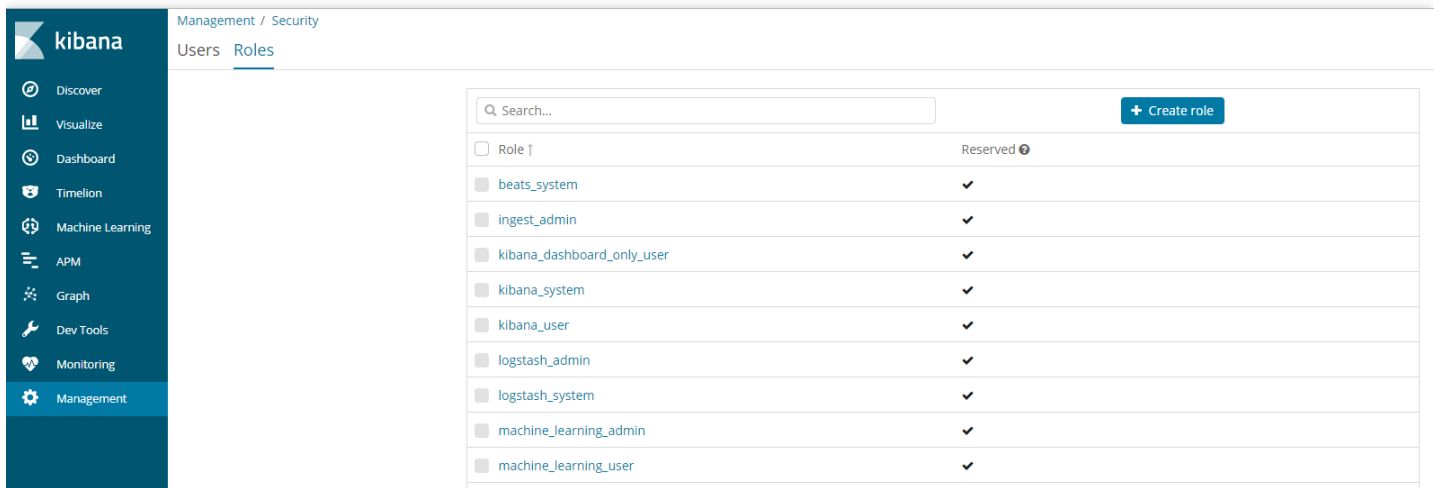 kibana
Discover
Visualize
Dashboard
Timelion
Machine Learning
APM
Graph
Dev Tools
Monitoring
Management
Management / Security
Users Roles
Search...
+ Create role
Role ↑ Reserved
beats_system
ingest_admin
kibana_dashboard_only_user
kibana_system
kibana_user
logstash_admin
logstash_system
machine_learning_admin
machine_learning_user